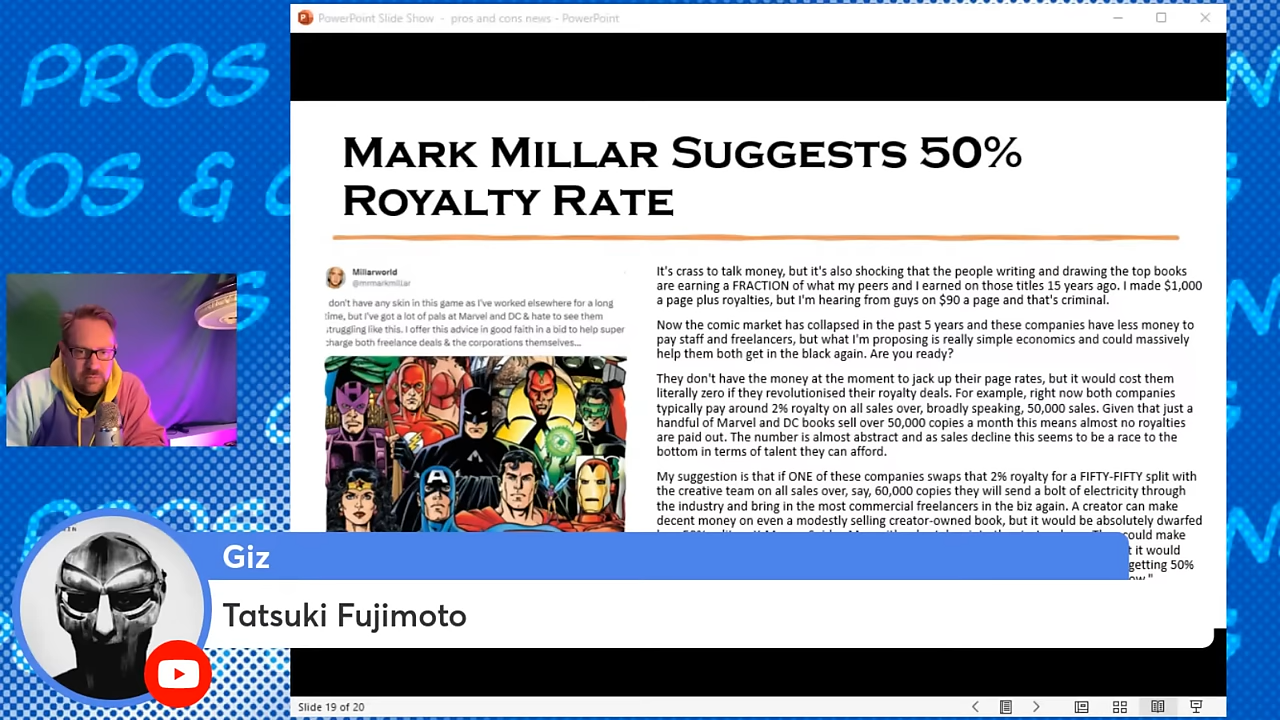 PowerPoint Slide Show - pros and cons news - PowerPoint
PROS
POS &
MARK MILLAR SUGGESTS 50%
ROYALTY RATE
Millarworld
@mrmarkmillar
don't have any skin in this game as I've worked elsewhere for a long
time, but I've got a lot of pals at Marvel and DC & hate to see them
struggling like this. I offer this advice in good faith in a bid to help super
charge both freelance deals & the corporations themselves...
It's crass to talk money, but it's also shocking that the people writing and drawing the top books
are earning a FRACTION of what my peers and I earned on those titles 15 years ago. I made $1,000
a page plus royalties, but I'm hearing from guys on $90 a page and that's criminal.
Now the comic market has collapsed in the past 5 years and these companies have less money to
pay staff and freelancers, but what I'm proposing is really simple economics and could massively
help them both get in the black again. Are you ready?
They don't have the money at the moment to jack up their page rates, but it would cost them
literally zero if they revolutionised their royalty deals. For example, right now both companies
typically pay around 2% royalty on all sales over, broadly speaking, 50,000 sales. Given that just a
handful of Marvel and DC books sell over 50,000 copies a month this means almost no royalties
are paid out. The number is almost abstract and as sales decline this seems to be a race to the
bottom in terms of talent they can afford.
My suggestion is that if ONE of these companies swaps that 2% royalty for a FIFTY-FIFTY split with
the creative team on all sales over, say, 60,000 copies they will send a bolt of electricity through
the industry and bring in the most commercial freelancers in the biz again. A creator can make
decent money on even a modestly selling creator-owned book, but it would be absolutely dwarfed
could make
t it would
getting 50%
Giz
Tatsuki Fujimoto
Slide 19 of 20